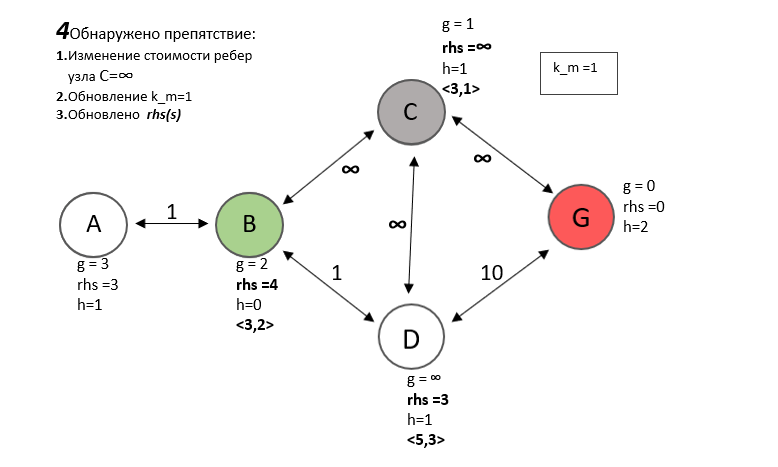 4Обнаружено препятствие:
1.Изменение стоимости ребер
узла C=∞
2.Обновление k_m=1
3.Обновлено rhs(s)
g = 1
rhs =∞
h=1
<3,1>
k_m =1
C
∞
∞
A
1
B
∞
G
g = 0
rhs =0
h=2
g = 3
rhs =3
h=1
g = 2
rhs =4
h=0
<3,2>
1
10
D
g = ∞
rhs =3
h=1
<5,3>